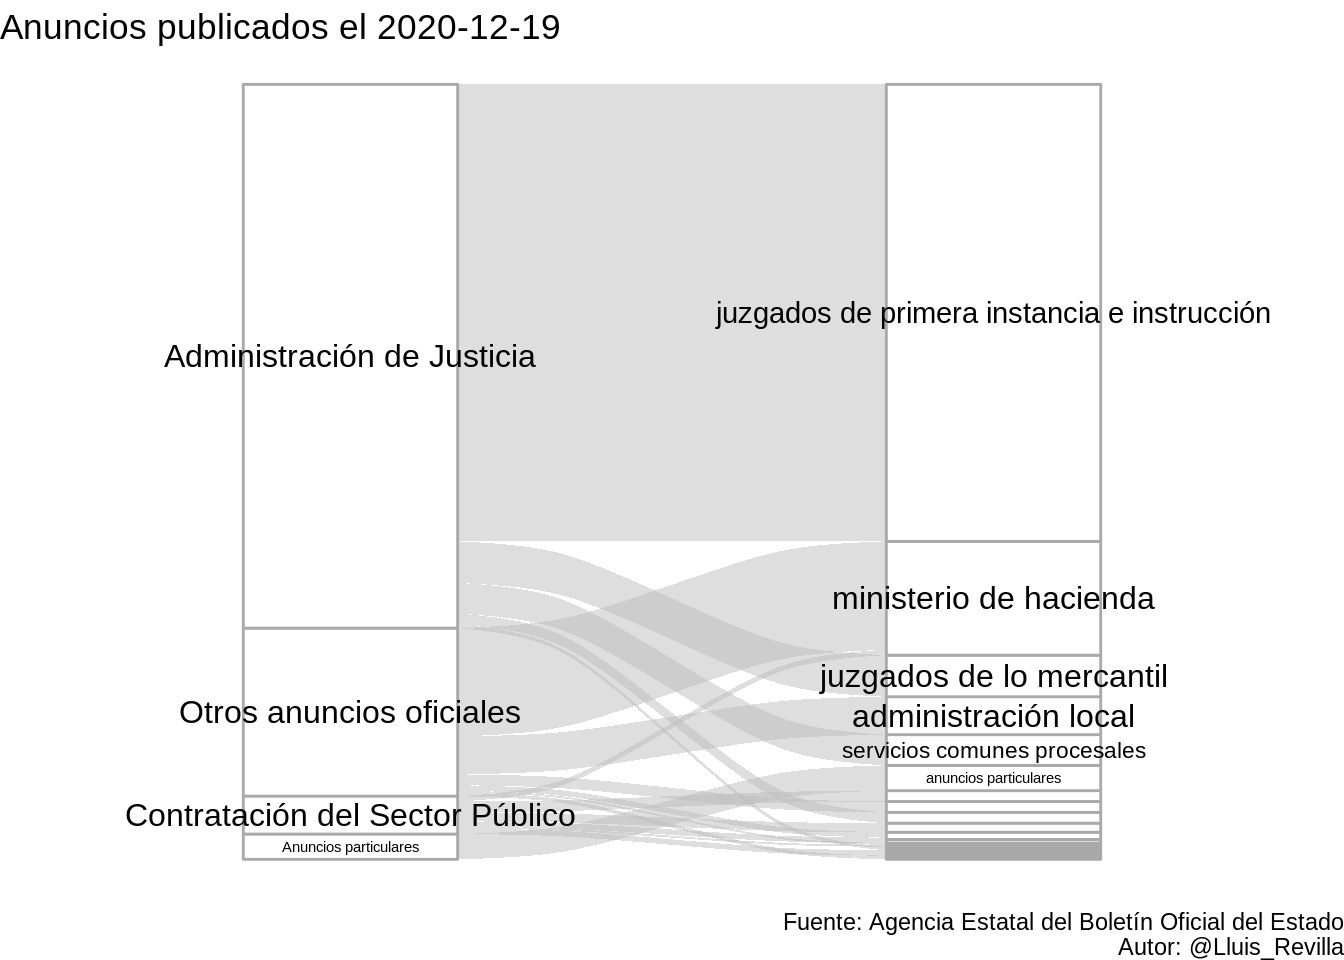 Anuncios publicados el 2020-12-19
juzgados de primera instancia e instrucción
Administración de Justicia
ministerio de hacienda
juzgados de lo mercantil
Otros anuncios oficiales
administración local
servicios comunes procesales
anuncios particulares
Contratación del Sector Público
Anuncios particulares
Fuente: Agencia Estatal del Boletín Oficial del Estado
Autor: @Lluis_Revilla